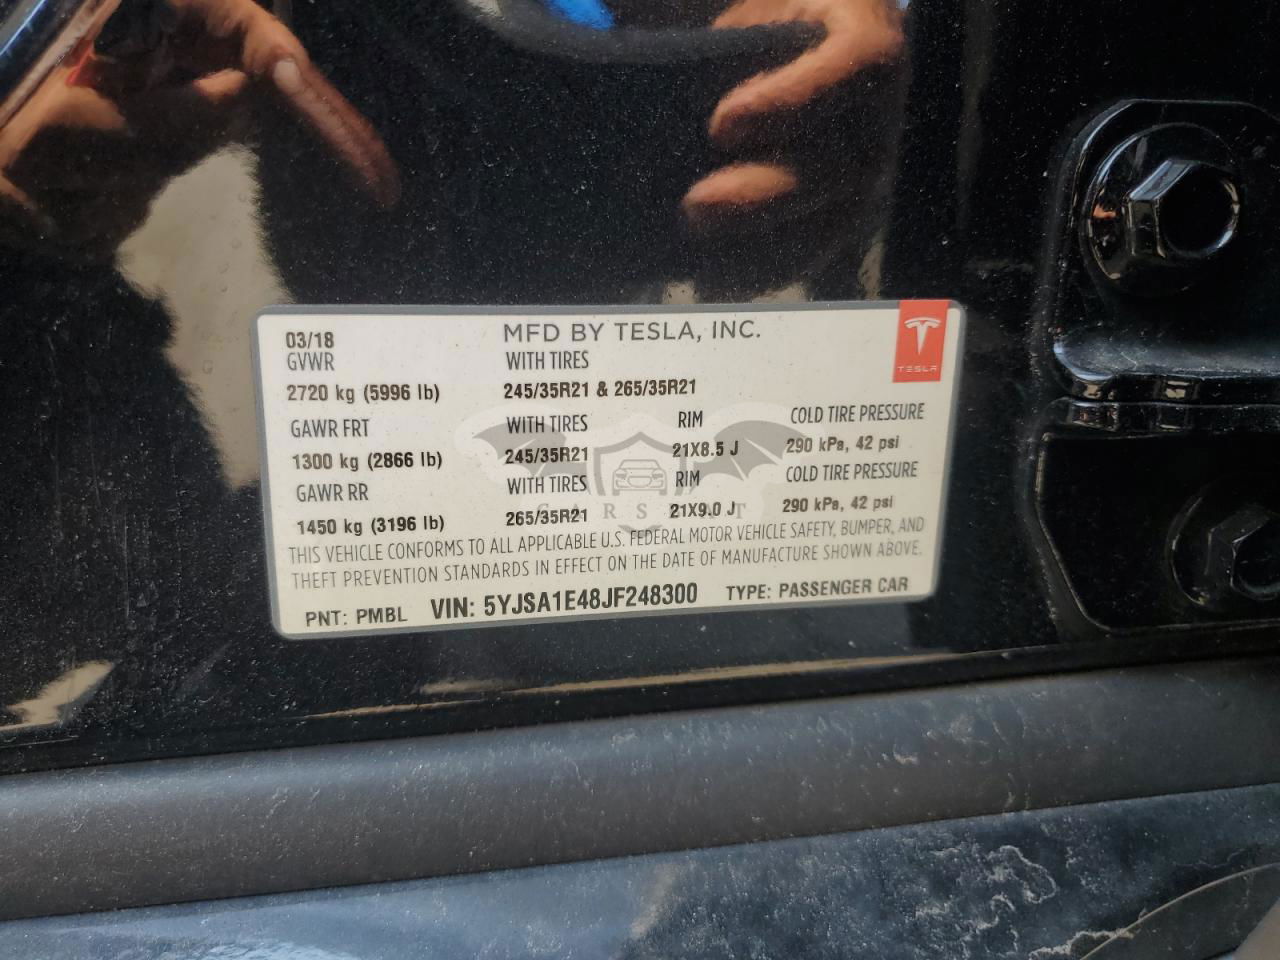 03/18 MFD BY TESLA, INC.
GVWR WITH TIRES
TESLA
2720 kg (5996 lb) 245/35R21 & 265/35R21
GAWR FRT WITH TIRES RIM COLD TIRE PRESSURE
1300 kg (2866 lb) 245/35R21 21X8.5 J 290 kPa, 42 psi
GAWR RR WITH TIRES RIM COLD TIRE PRESSURE
1450 kg (3196 lb) 265/35R21 21X9.0 J 290 kPa, 42 psi
THIS VEHICLE CONFORMS TO ALL APPLICABLE U.S. FEDERAL MOTOR VEHICLE SAFETY, BUMPER, AND
THEFT PREVENTION STANDARDS IN EFFECT ON THE DATE OF MANUFACTURE SHOWN ABOVE.
PNT: PMBL VIN: 5YJSA1E48JF248300 TYPE: PASSENGER CAR